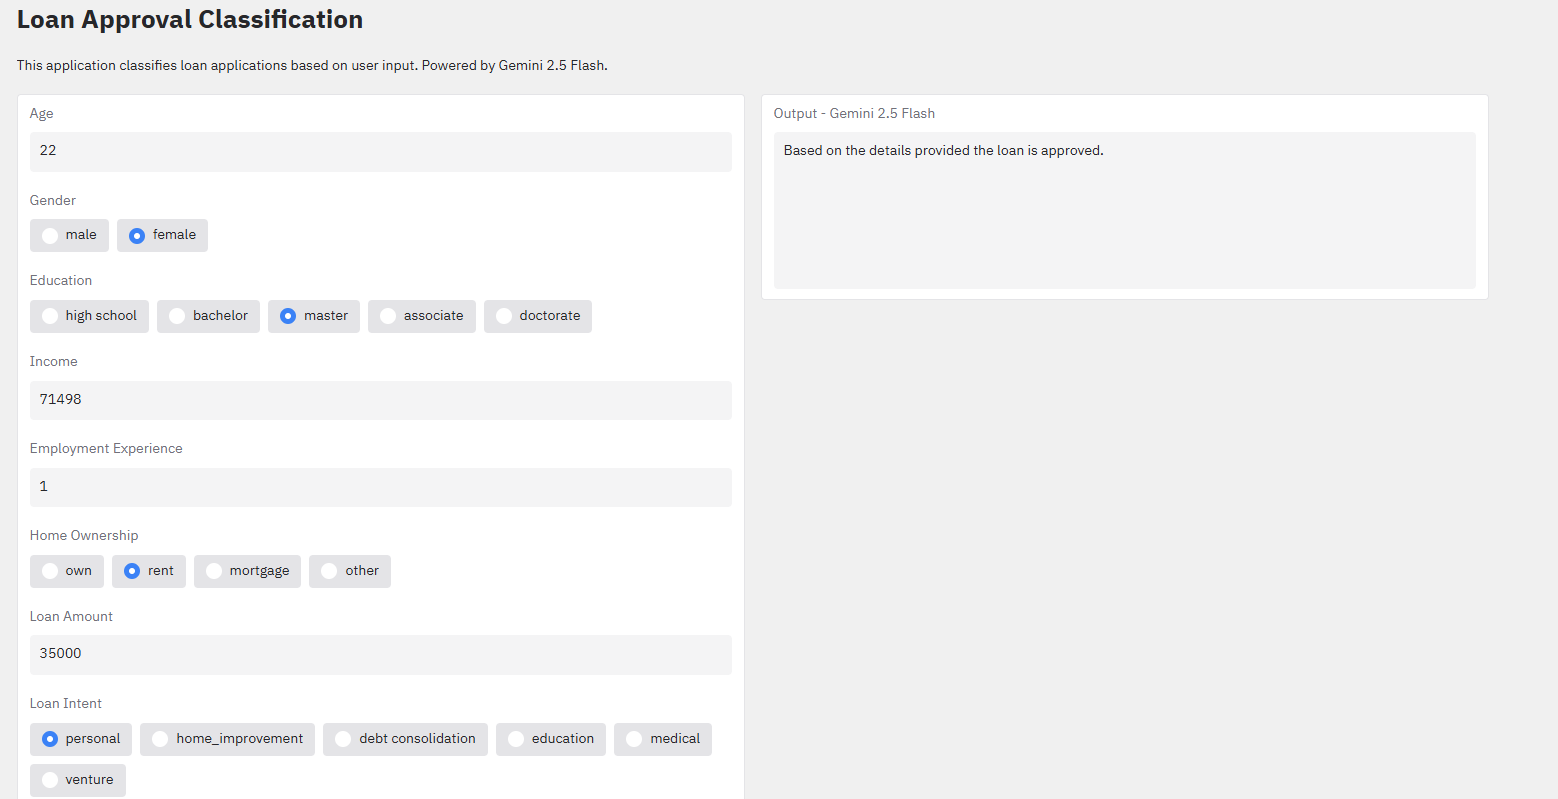 Loan Approval Classification
This application classifies loan applications based on user input. Powered by Gemini 2.5 Flash.
Age
22
Gender
male female
Education
high school bachelor master associate doctorate
Income
71498
Employment Experience
1
Home Ownership
own rent mortgage other
Loan Amount
35000
Loan Intent
personal home_improvement debt consolidation education medical
venture
Output - Gemini 2.5 Flash
Based on the details provided the loan is approved.